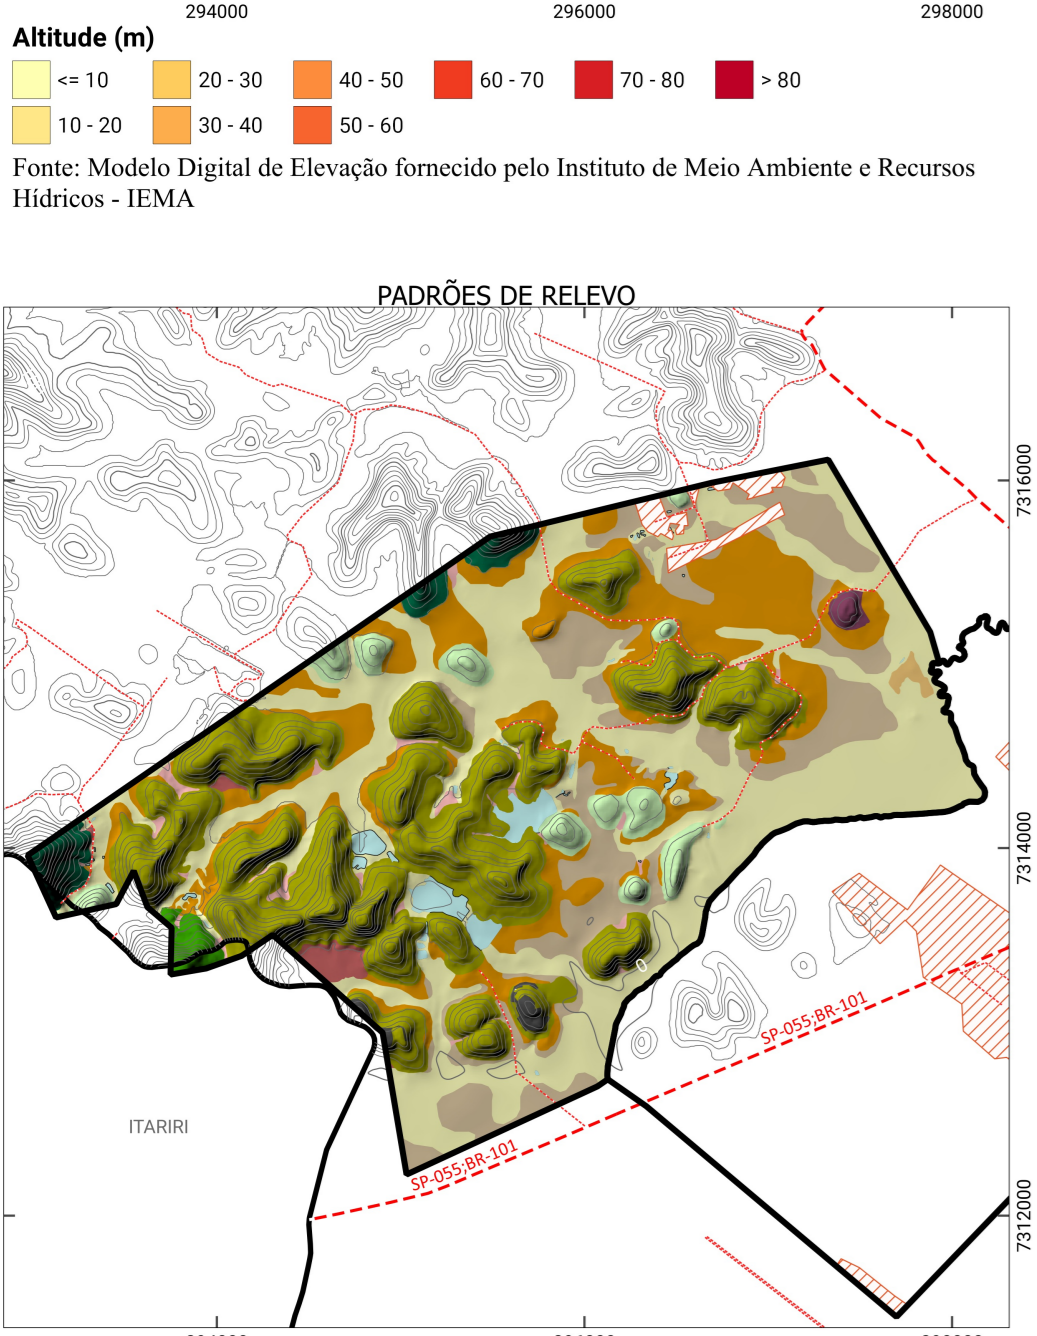 294000 296000 298000
Altitude (m)
<= 10 20 - 30 40 - 50 60 - 70 70 - 80 > 80
10 - 20 30 - 40 50 - 60
Fonte: Modelo Digital de Elevação fornecido pelo Instituto de Meio Ambiente e Recursos
Hídricos - IEMA
PADRÕES DE RELEVO
7316000
7314000
0
SP-055;BR-101
ITARIRI
SP-055;BR-101
7312000